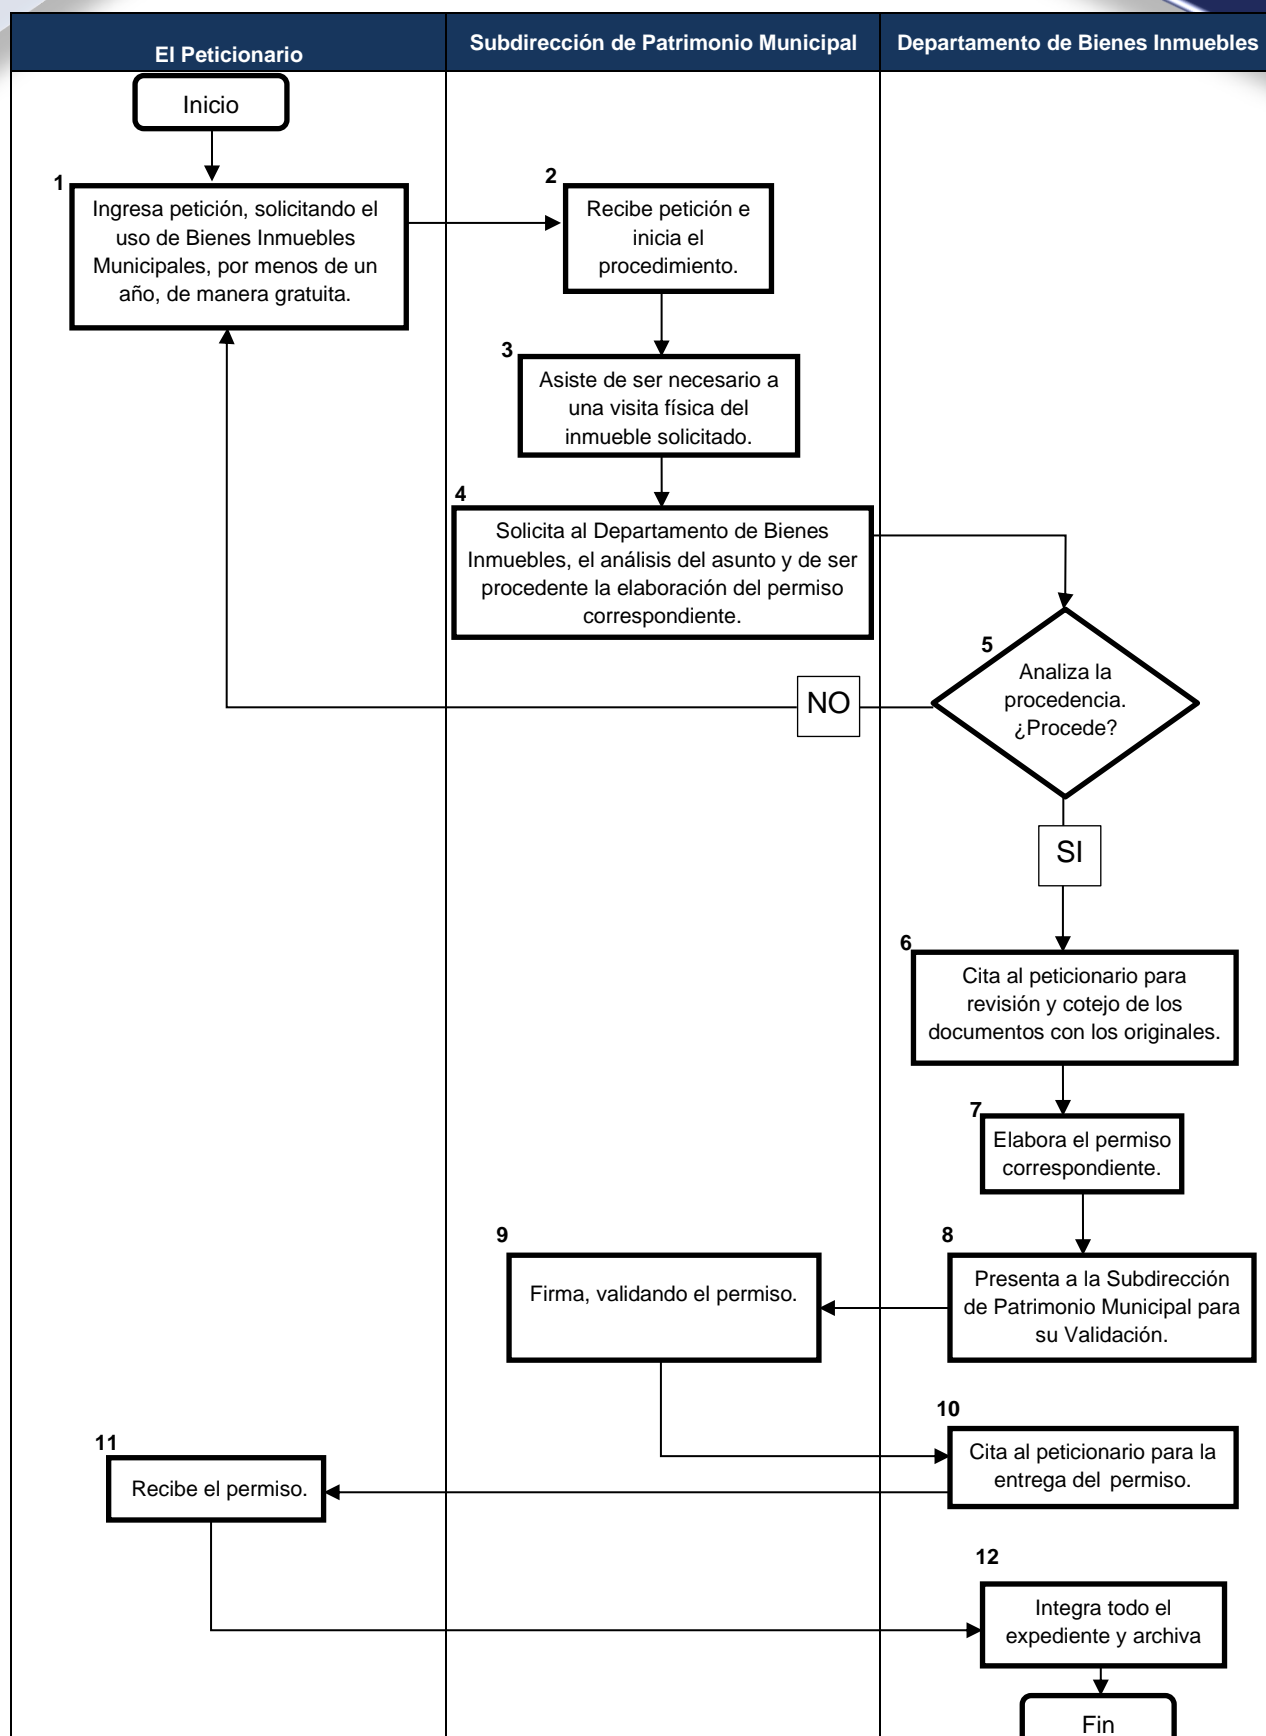 El Peticionario
Subdirección de Patrimonio Municipal
Departamento de Bienes Inmuebles
Inicio
1
Ingresa petición, solicitando el
uso de Bienes Inmuebles
Municipales, por menos de un
año, de manera gratuita.
2
Recibe petición e
inicia el
procedimiento.
3
Asiste de ser necesario a
una visita física del
inmueble solicitado.
4
Solicita al Departamento de Bienes
Inmuebles, el análisis del asunto y de ser
procedente la elaboración del permiso
correspondiente.
5
Analiza la
procedencia.
¿Procede?
NO
SI
6
Cita al peticionario para
revisión y cotejo de los
documentos con los originales.
7
Elabora el permiso
correspondiente.
8
Presenta a la Subdirección
de Patrimonio Municipal para
su Validación.
9
Firma, validando el permiso.
10
Cita al peticionario para la
entrega del permiso.
11
Recibe el permiso.
12
Integra todo el
expediente y archiva
Fin